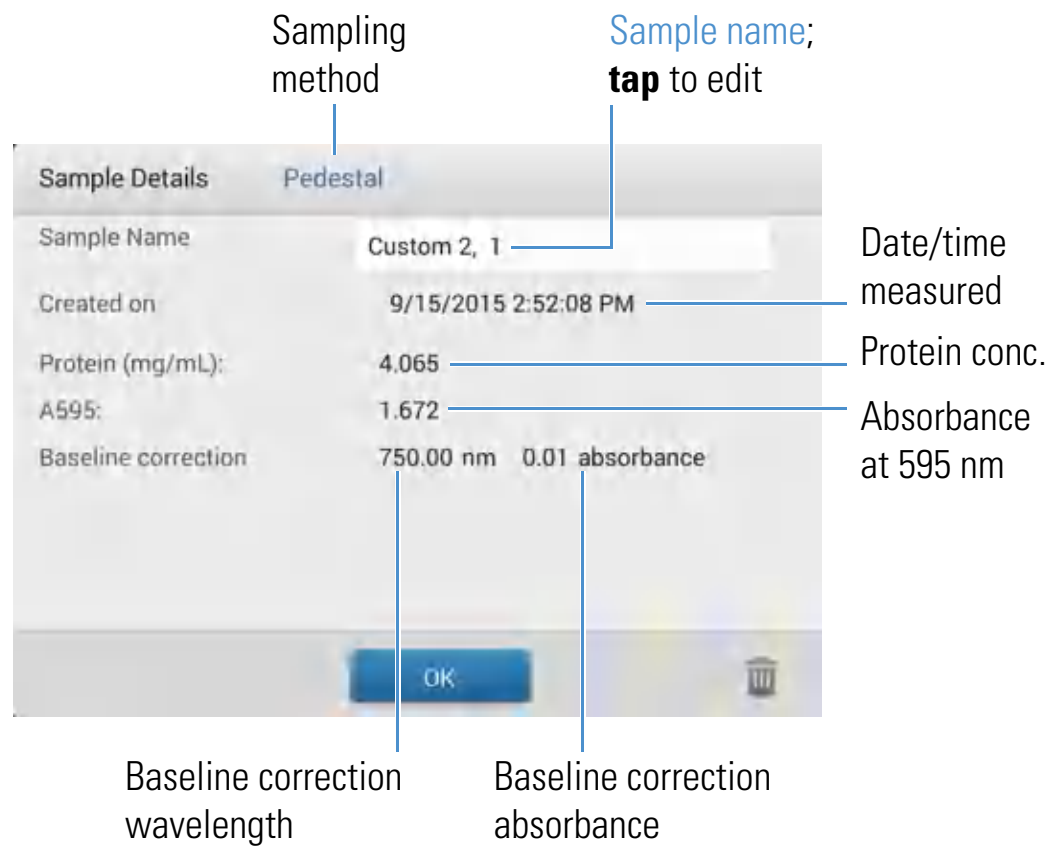 Sampling
method
Sample name;
tap to edit
Sample Details Pedestal
Sample Name Custom 2, 1
Date/time
measured
Created on 9/15/2015 2:52:08 PM
Protein (mg/mL): 4.065
Protein conc.
A595: 1.672
Absorbance
at 595 nm
Baseline correction 750.00 nm 0.01 absorbance
OK
Baseline correction
wavelength
Baseline correction
absorbance